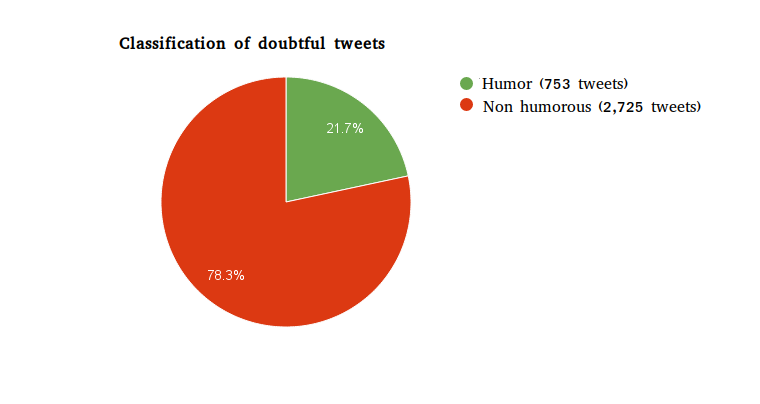 Classification of doubtful tweets
Humor (753 tweets)
Non humorous (2,725 tweets)
21.7%
78.3%